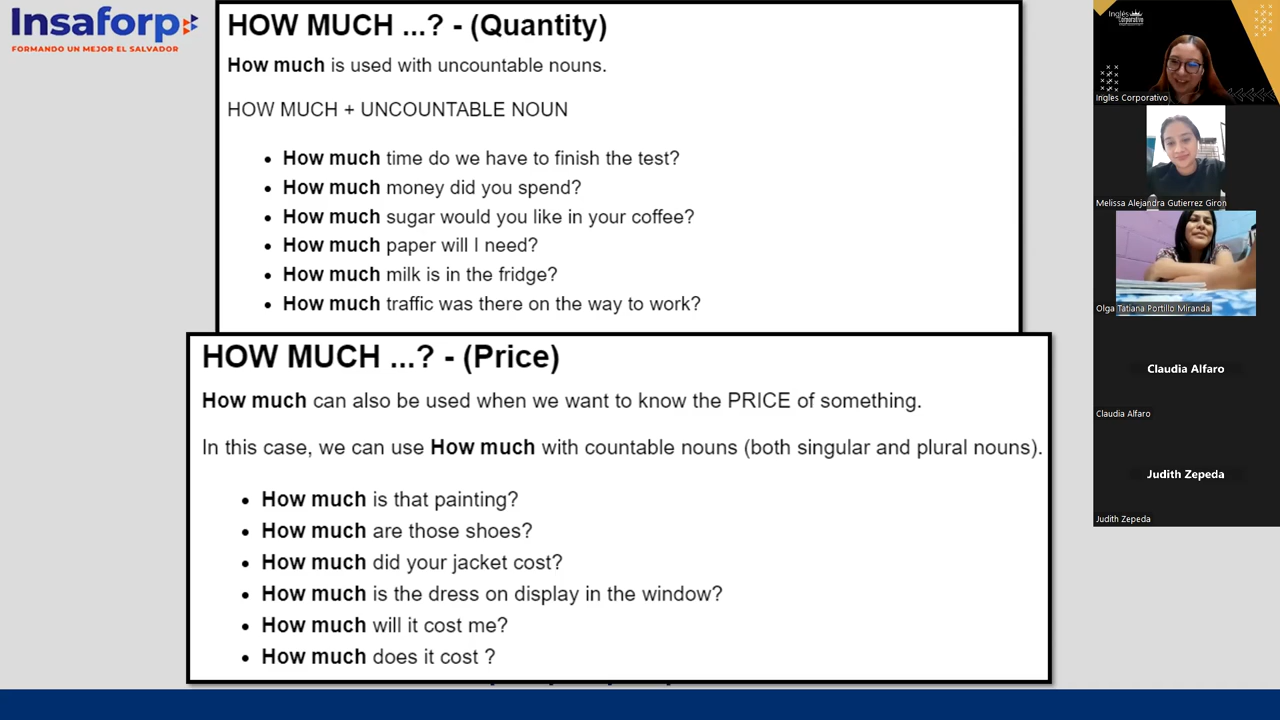 Insaforp
FORMANDO UN MEJOR EL SALVADOR
HOW MUCH ...? - (Quantity)
How much is used with uncountable nouns.
HOW MUCH + UNCOUNTABLE NOUN
• How much time do we have to finish the test?
• How much money did you spend?
• How much sugar would you like in your coffee?
• How much paper will I need?
• How much milk is in the fridge?
• How much traffic was there on the way to work?
HOW MUCH ...? - (Price)
How much can also be used when we want to know the PRICE of something.
In this case, we can use How much with countable nouns (both singular and plural nouns).
• How much is that painting?
• How much are those shoes?
• How much did your jacket cost?
• How much is the dress on display in the window?
• How much will it cost me?
• How much does it cost ?
Inglés
Corporativo
Ingles Corporativo
Melissa Alejandra Gutierrez Giron
Olga Tatiana Portillo Miranda
Claudia Alfaro
Claudia Alfaro
Judith Zepeda
Judith Zepeda